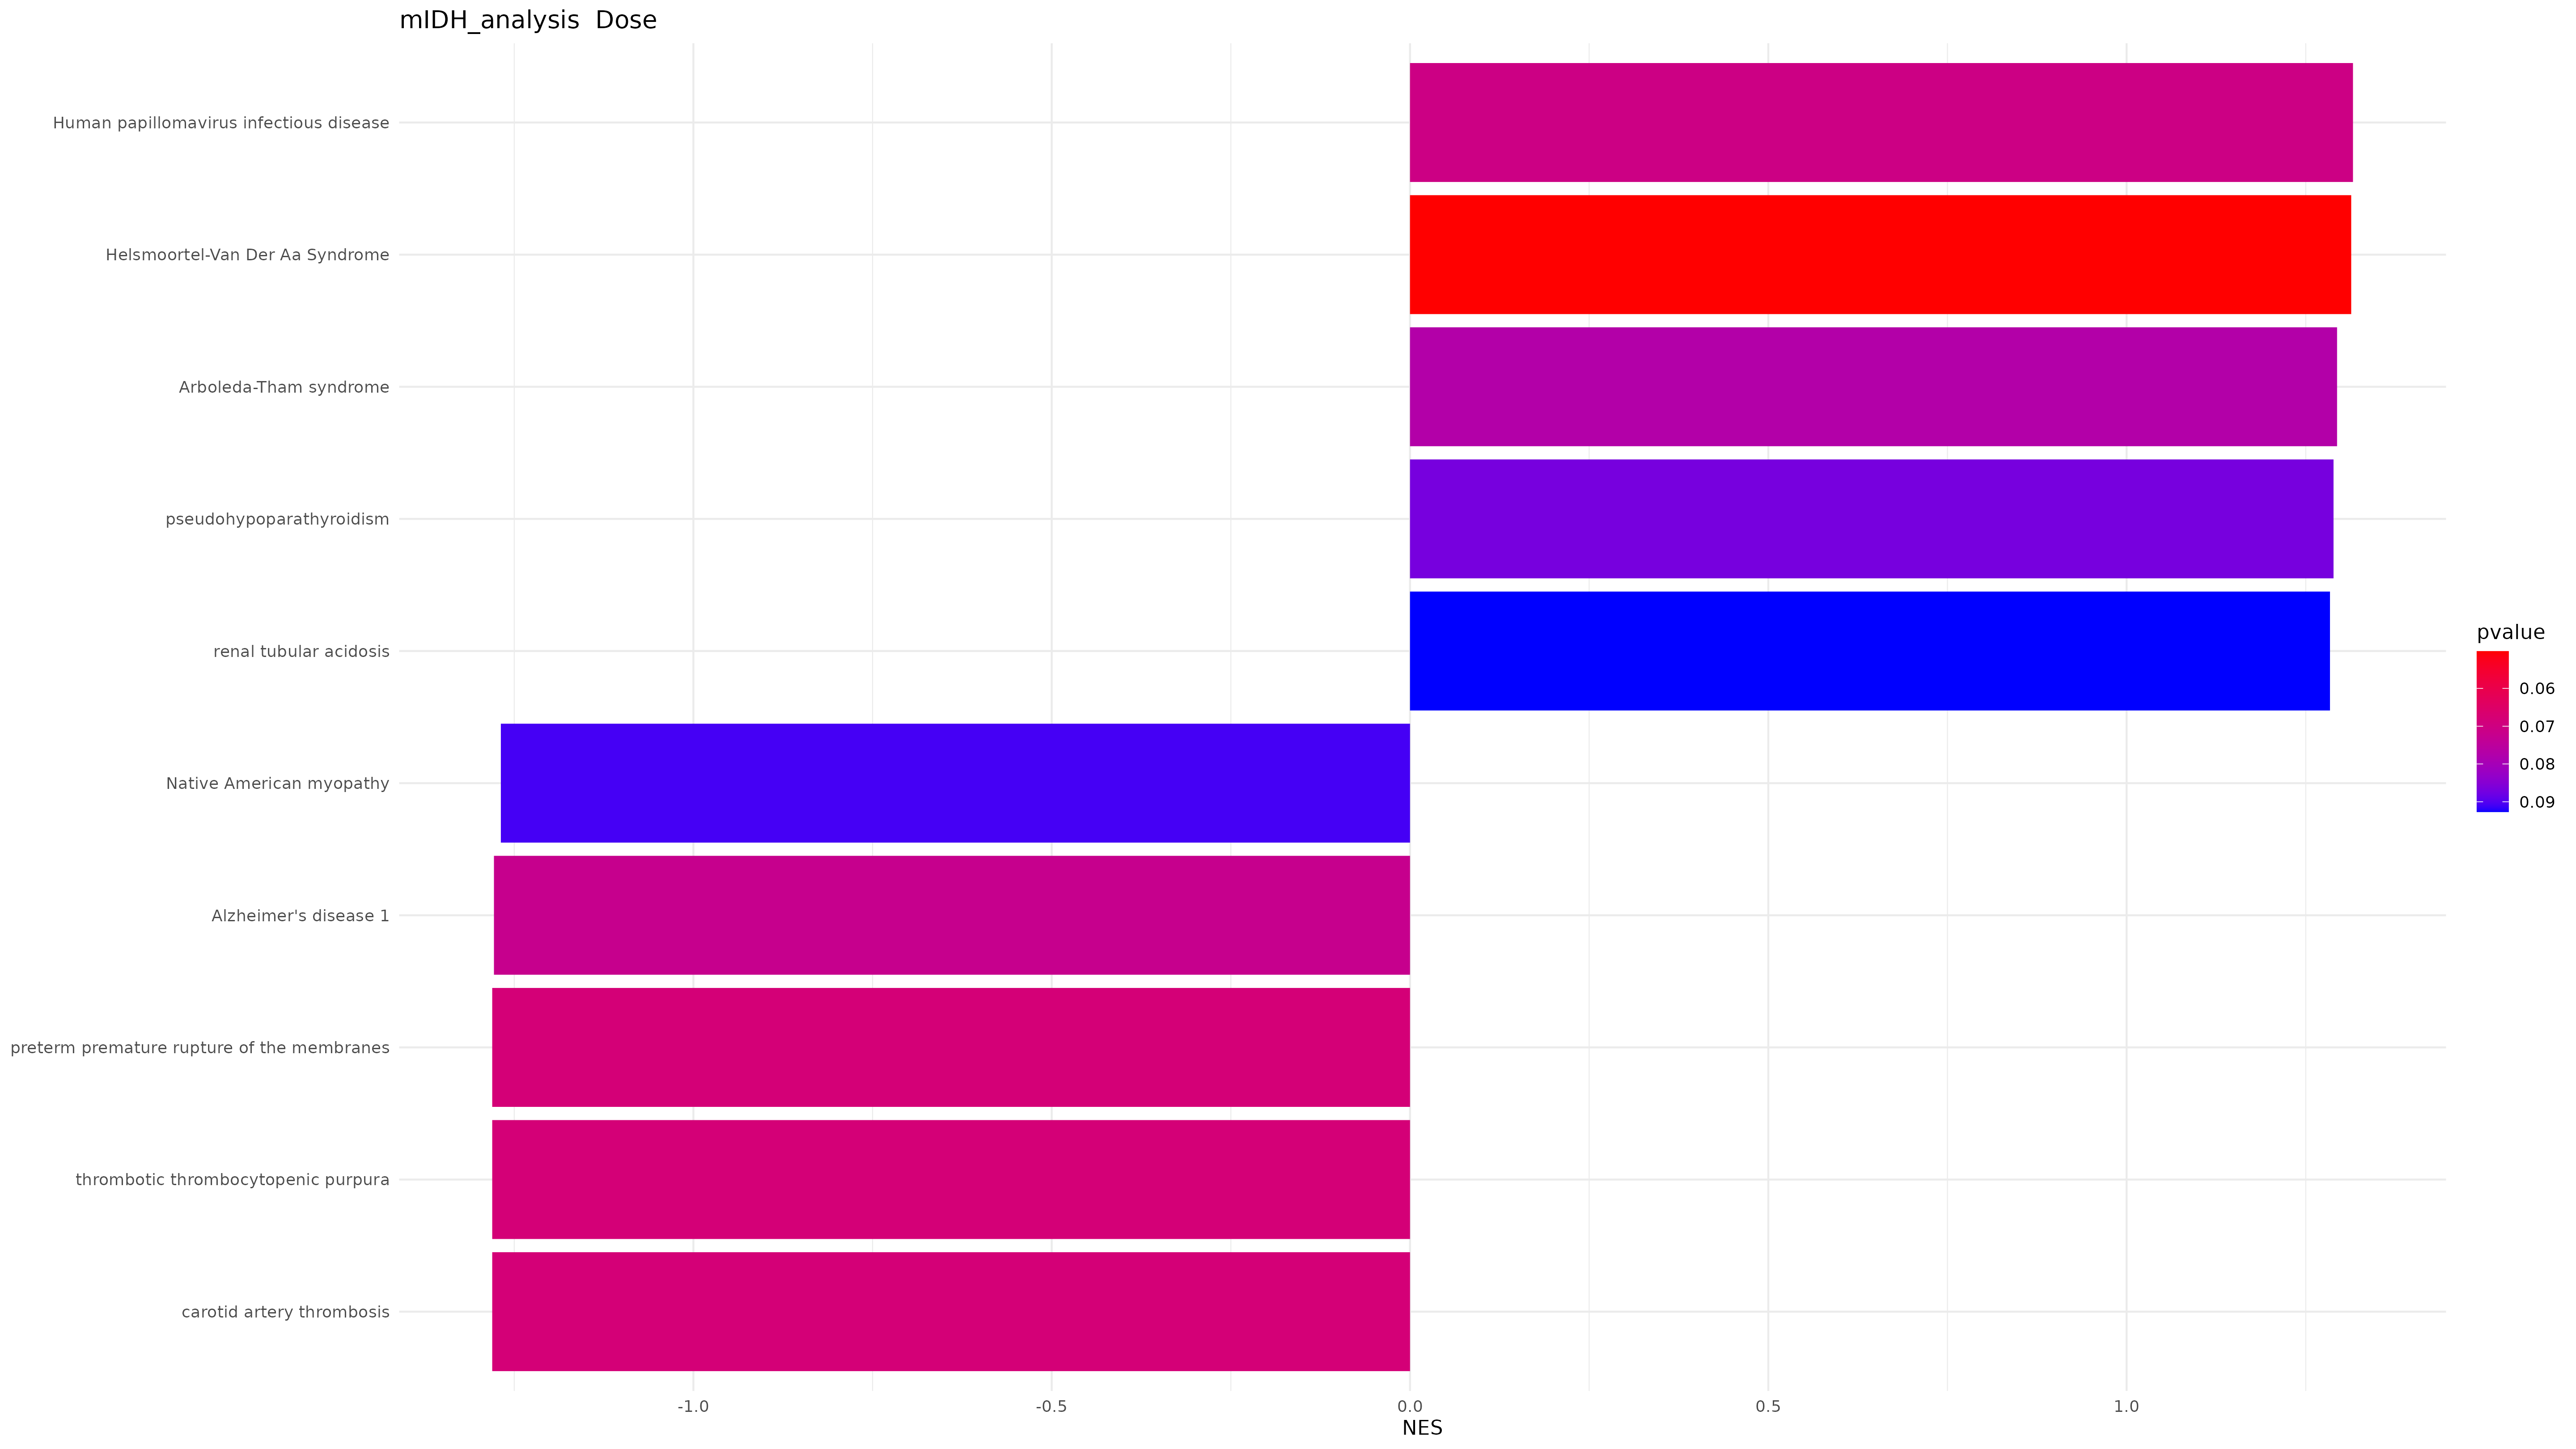 mIDH_analysis  Dose
Human papillomavirus infectious disease
Helsmoortel-Van Der Aa Syndrome
Arboleda-Tham syndrome
pseudohypoparathyroidism
renal tubular acidosis
Native American myopathy
Alzheimer's disease 1
preterm premature rupture of the membranes
thrombotic thrombocytopenic purpura
carotid artery thrombosis
-1.0 -0.5 0.0 0.5 1.0
NES
pvalue
0.06
0.07
0.08
0.09